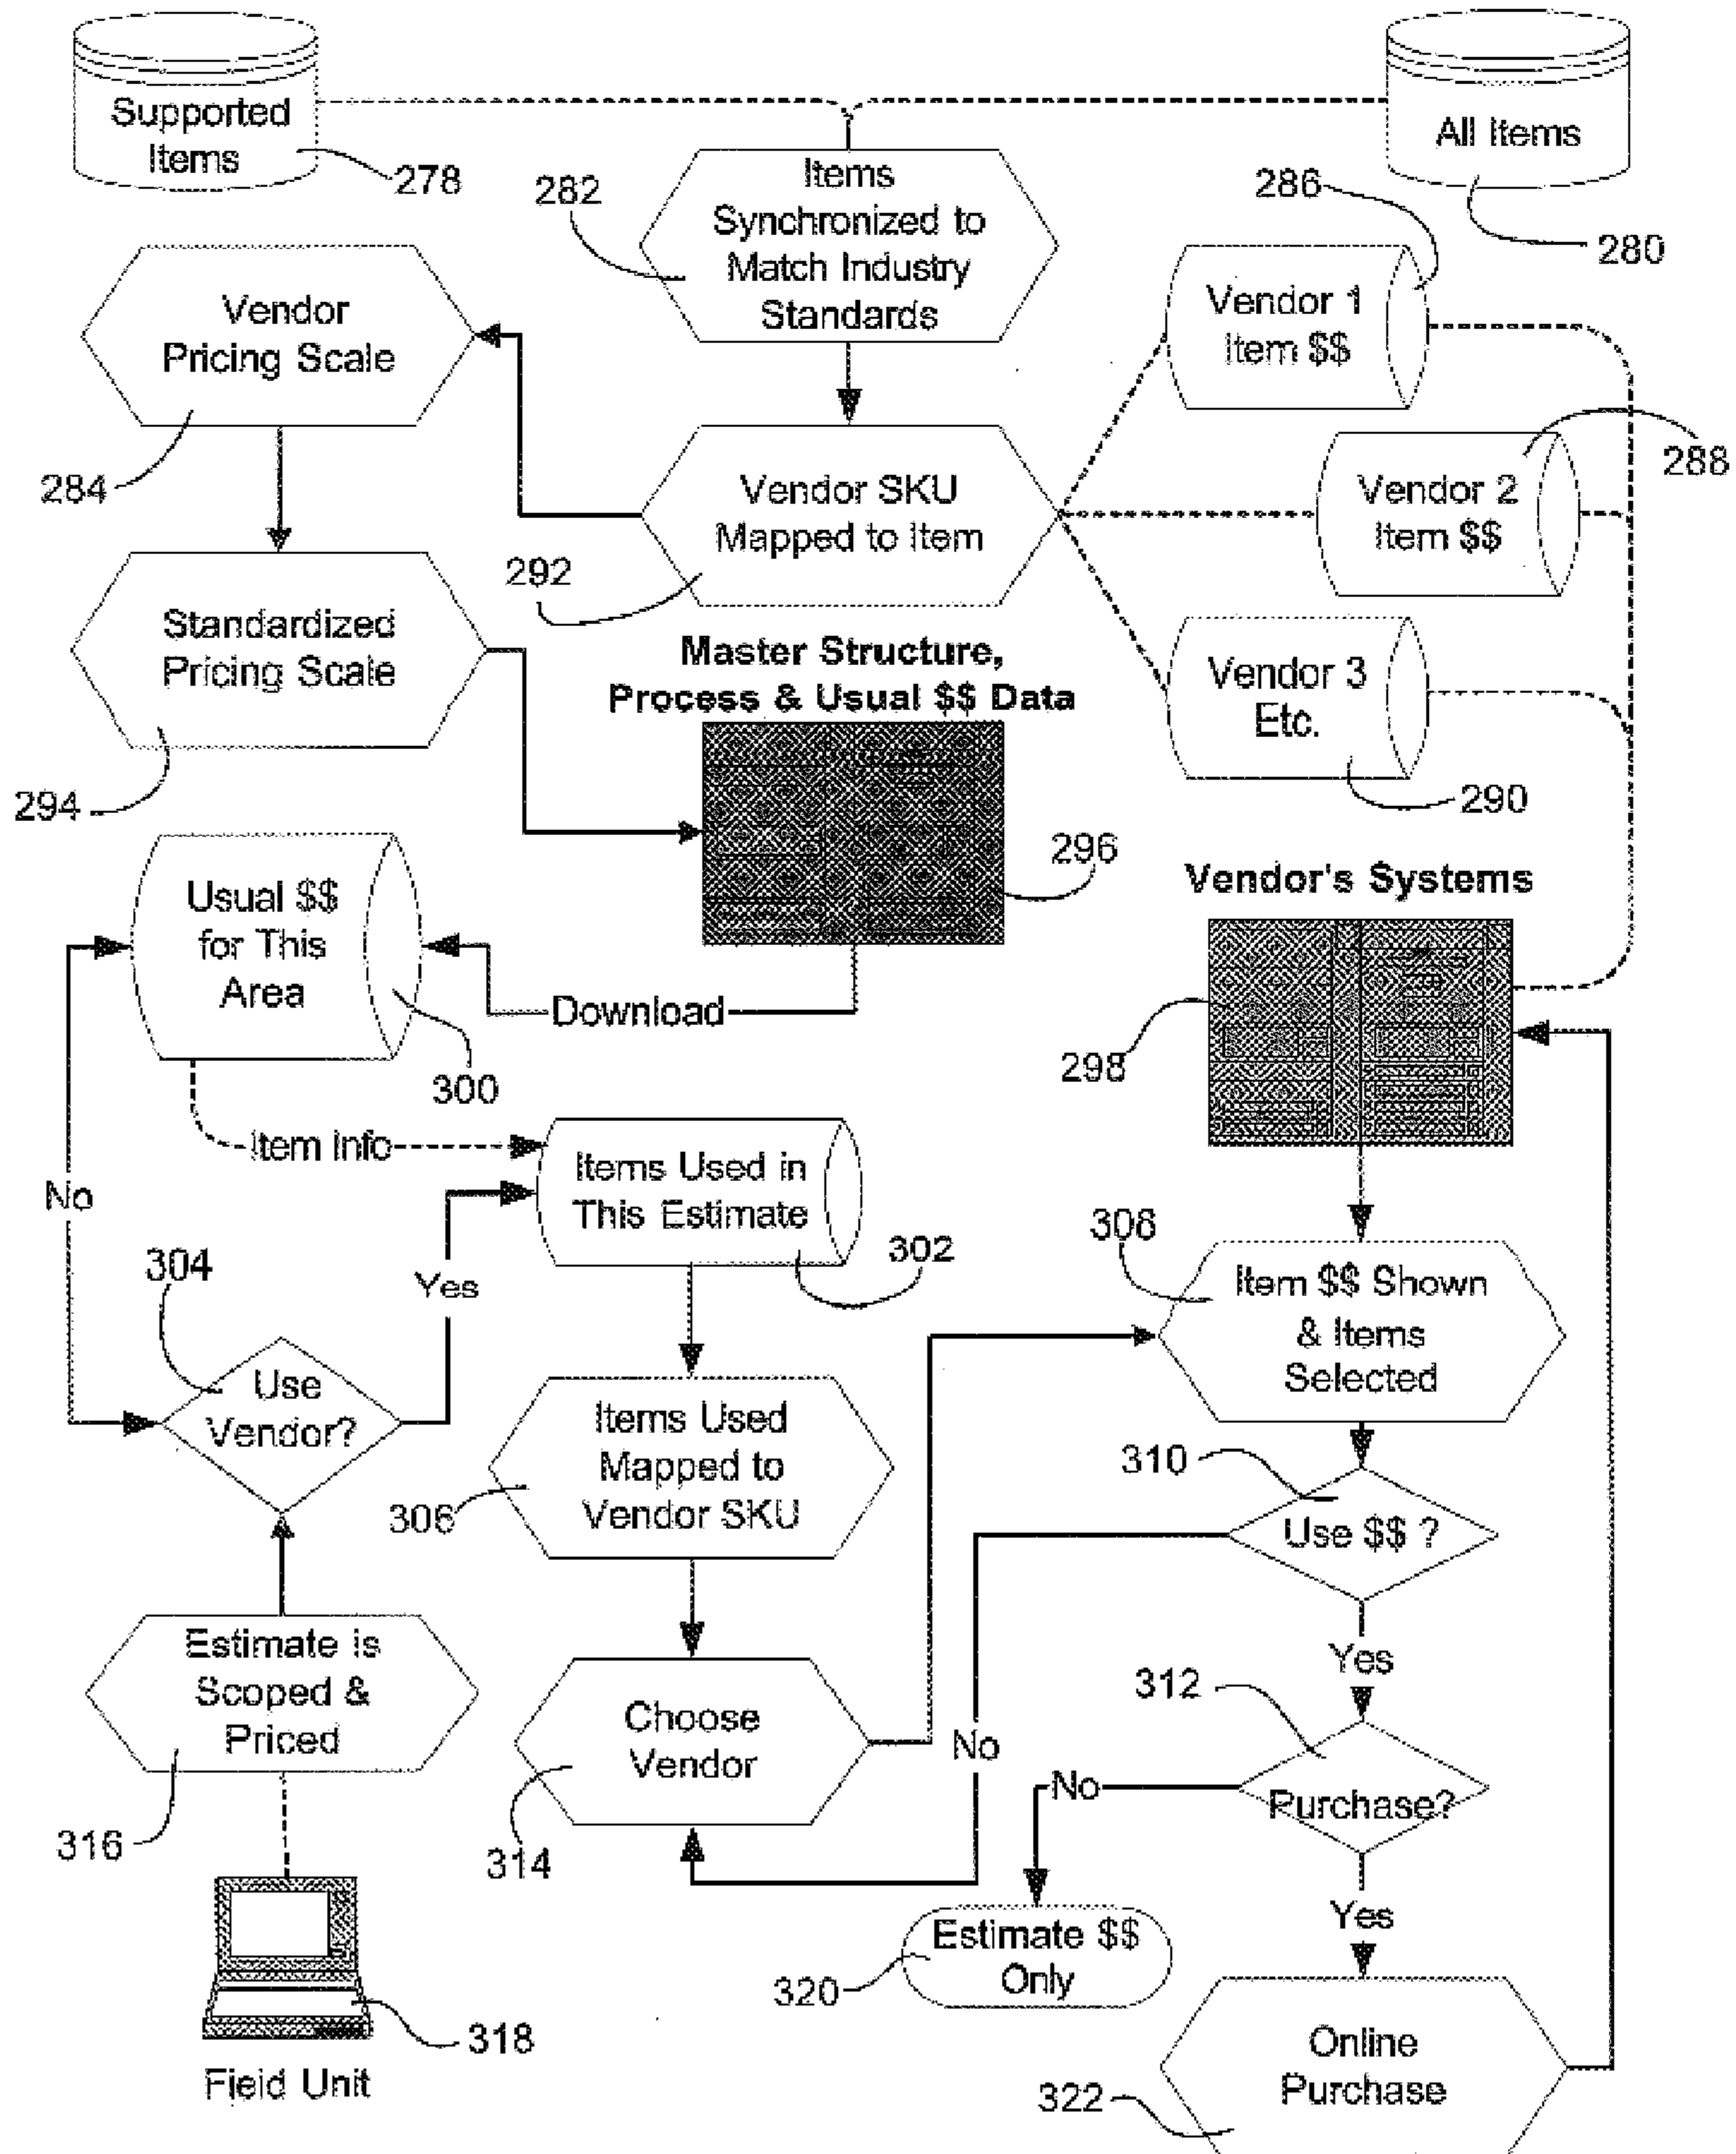 Supported
Items
278
All Items
280
282
Items
Synchronized to
Match Industry
Standards
286
Vendor
Pricing Scale
284
Vendor 1
Item $$
288
Vendor SKU
Mapped to Item
292
Vendor 2
Item $$
Standardized
Pricing Scale
294
Master Structure,
Process & Usual $$ Data
296
Vendor 3
Etc.
290
Usual $$
for This
Area
300
Download
Vendor's Systems
298
Item Info
No
Items Used in
This Estimate
302
Yes
304
Use
Vendor?
308
Item $$ Shown
& Items
Selected
Items Used
Mapped to
Vendor SKU
306
310
Use $$ ?
Yes
Estimate is
Scoped &
Priced
316
Choose
Vendor
314
No
312
Purchase?
No
Yes
Estimate $$
Only
320
318
Field Unit
Online
Purchase
322